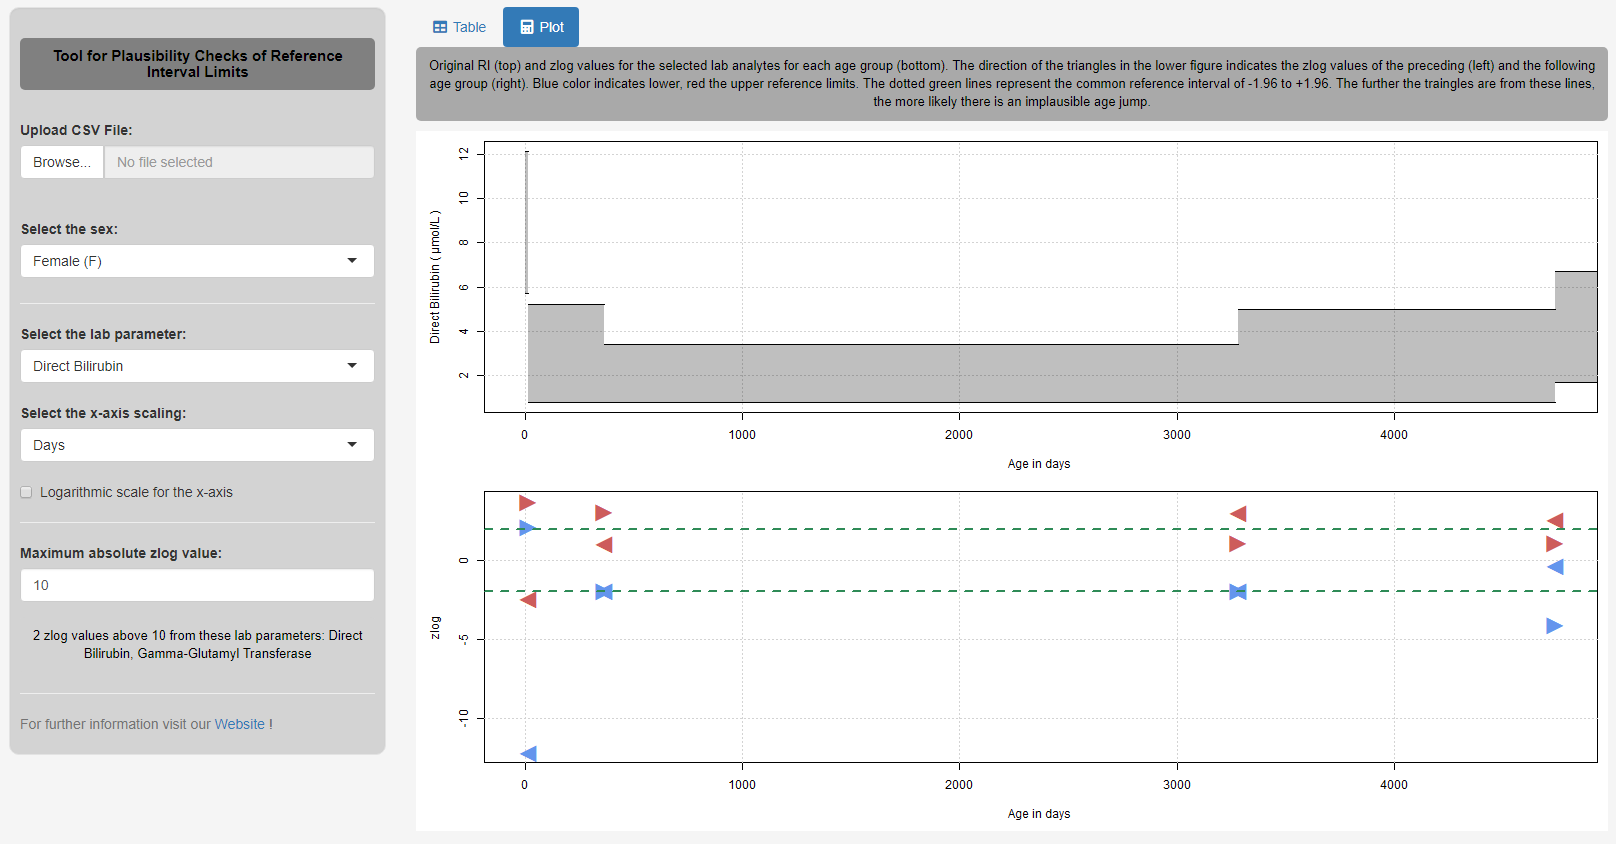 Tool for Plausibility Checks of Reference
Interval Limits
Upload CSV File:
Browse... No file selected
Select the sex:
Female (F)
Select the lab parameter:
Direct Bilirubin
Select the x-axis scaling:
Days
Logarithmic scale for the x-axis
Maximum absolute zlog value:
10
2 zlog values above 10 from these lab parameters: Direct
Bilirubin, Gamma-Glutamyl Transferase
For further information visit our Website !
Table Plot
Original RI (top) and zlog values for the selected lab analytes for each age group (bottom). The direction of the triangles in the lower figure indicates the zlog values of the preceding (left) and the following
age group (right). Blue color indicates lower, red the upper reference limits. The dotted green lines represent the common reference interval of -1.96 to +1.96. The further the traingles are from these lines,
the more likely there is an implausible age jump.
Direct Bilirubin ( µmol/L )
12
10
8
6
4
2
0 1000 2000 3000 4000
Age in days
zlog
0
-5
-10
0 1000 2000 3000 4000
Age in days